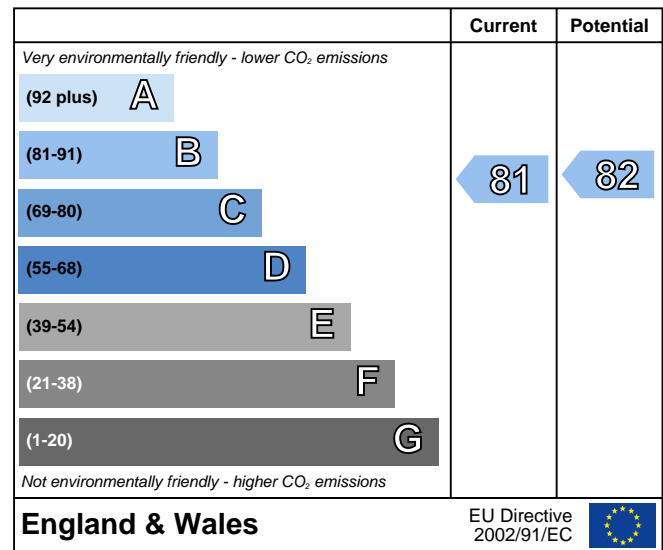 Current Potential
Very environmentally friendly - lower CO₂ emissions
(92 plus) A
(81-91) B
(69-80) C
(55-68) D
(39-54) E
(21-38) F
(1-20) G
81 82
Not environmentally friendly - higher CO₂ emissions
England & Wales
EU Directive
2002/91/EC